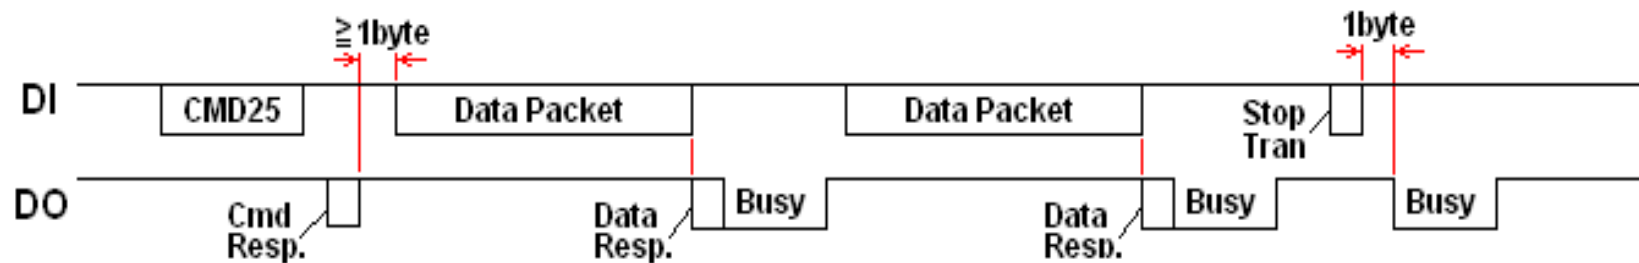 ≧1byte
1byte
DI
CMD25
Data Packet
Data Packet
Stop
Tran
DO
Cmd
Resp.
Data
Resp.
Busy
Data
Resp.
Busy
Busy